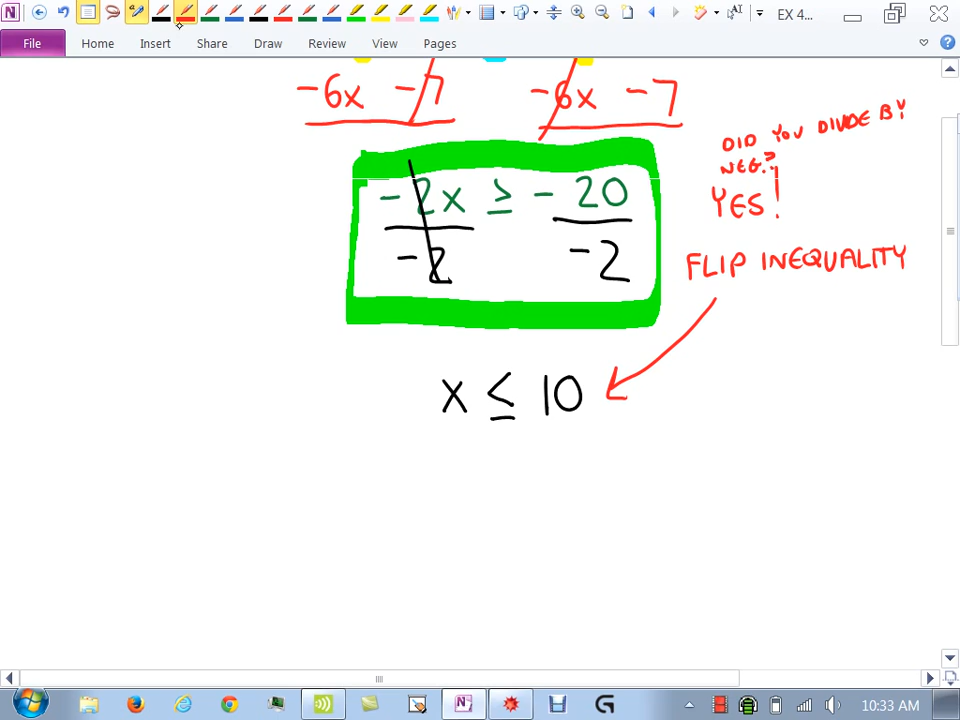 EX 4...
File Home Insert Share Draw Review View Pages
-6x -7 -6x -7
DID YOU DIVIDE BY
NEG.?
YES!
-2x ≥ -20
-2 -2
FLIP INEQUALITY
x ≤ 10
10:33 AM